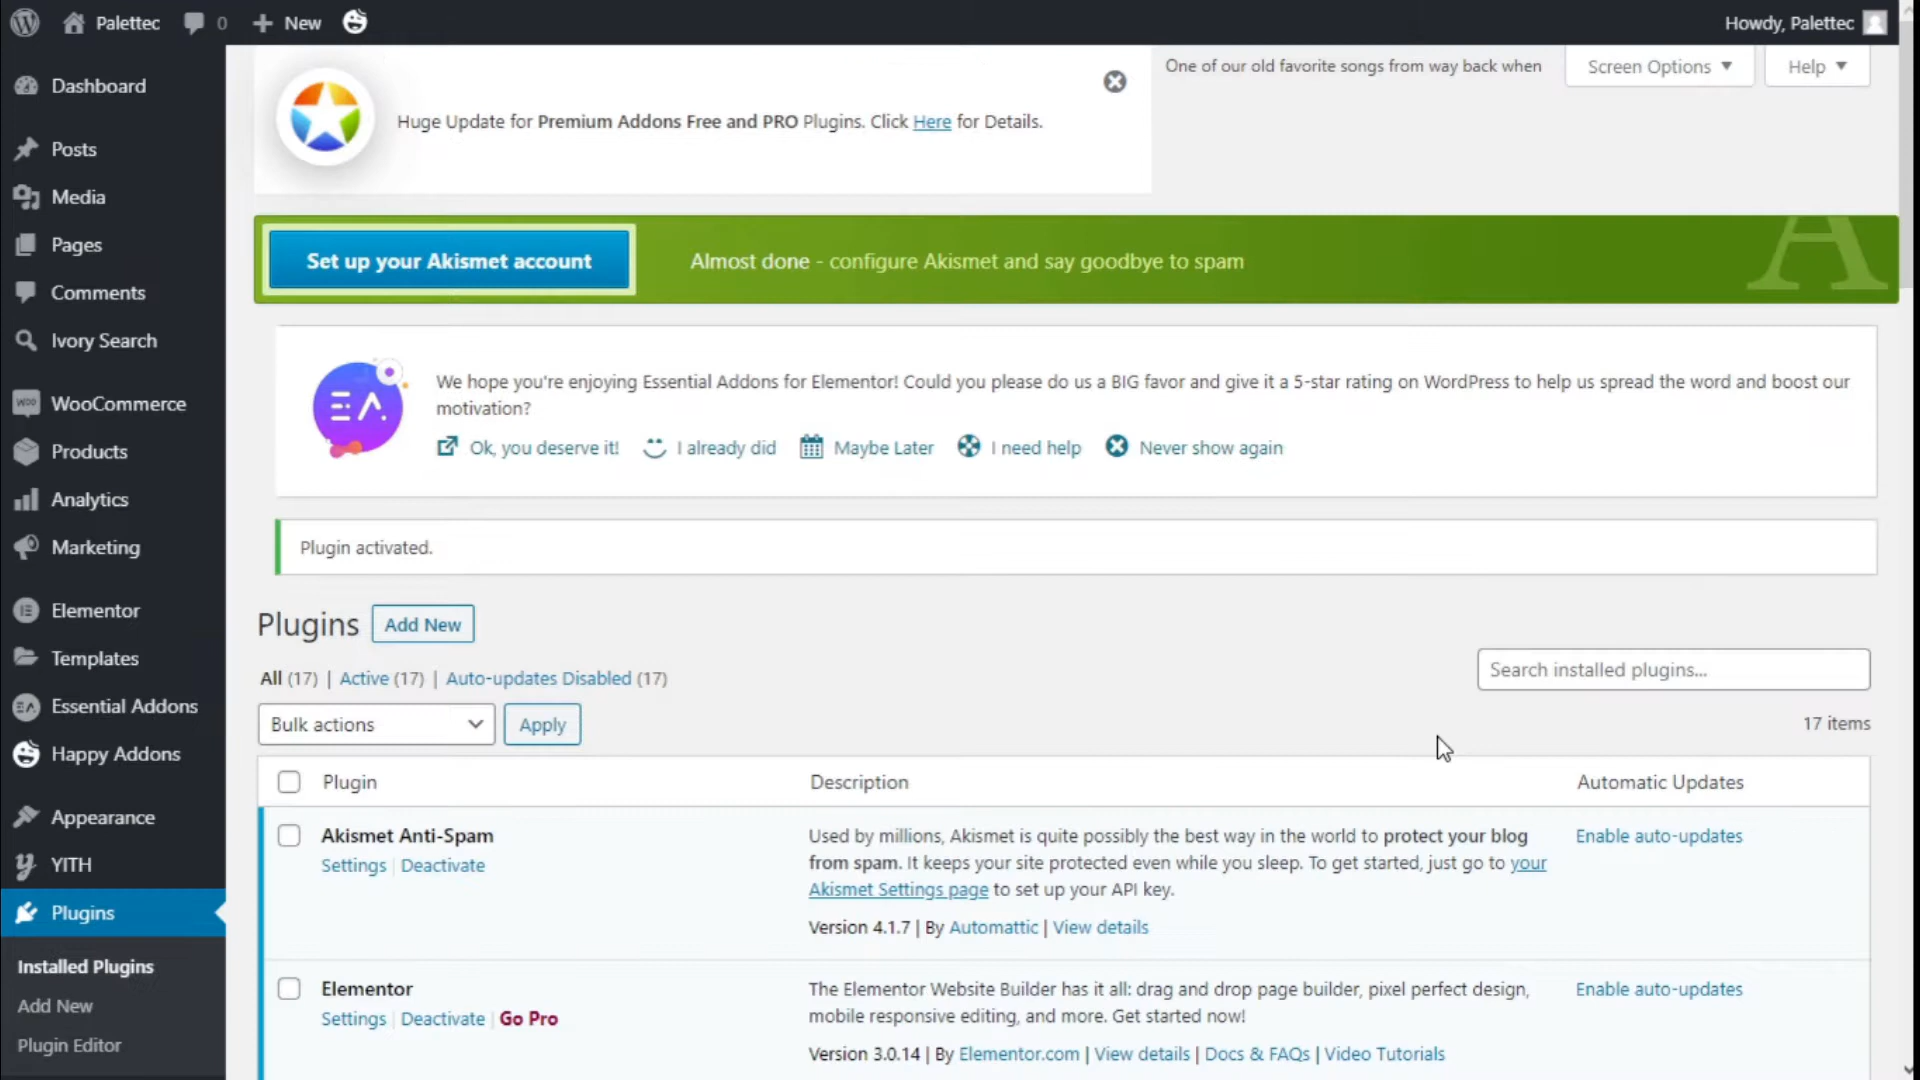 Palettec 0 New Howdy, Palettec
Dashboard
Posts
Media
Pages
Comments
Ivory Search
WooCommerce
Products
Analytics
Marketing
Elementor
Templates
Essential Addons
Happy Addons
Appearance
YITH
Plugins
Installed Plugins
Add New
Plugin Editor
Huge Update for Premium Addons Free and PRO Plugins. Click Here for Details.
One of our old favorite songs from way back when
Screen Options Help
Set up your Akismet account Almost done - configure Akismet and say goodbye to spam
We hope you're enjoying Essential Addons for Elementor! Could you please do us a BIG favor and give it a 5-star rating on WordPress to help us spread the word and boost our
motivation?
Ok, you deserve it! I already did Maybe Later I need help Never show again
Plugin activated.
Plugins Add New
All (17) | Active (17) | Auto-updates Disabled (17)
Search installed plugins...
Bulk actions Apply 17 items
Plugin Description Automatic Updates
Akismet Anti-Spam
Settings | Deactivate
Used by millions, Akismet is quite possibly the best way in the world to protect your blog
from spam. It keeps your site protected even while you sleep. To get started, just go to your
Akismet Settings page to set up your API key.
Version 4.1.7 | By Automattic | View details
Enable auto-updates
Elementor
Settings | Deactivate | Go Pro
The Elementor Website Builder has it all: drag and drop page builder, pixel perfect design,
mobile responsive editing, and more. Get started now!
Version 3.0.14 | By Elementor.com | View details | Docs & FAQs | Video Tutorials
Enable auto-updates